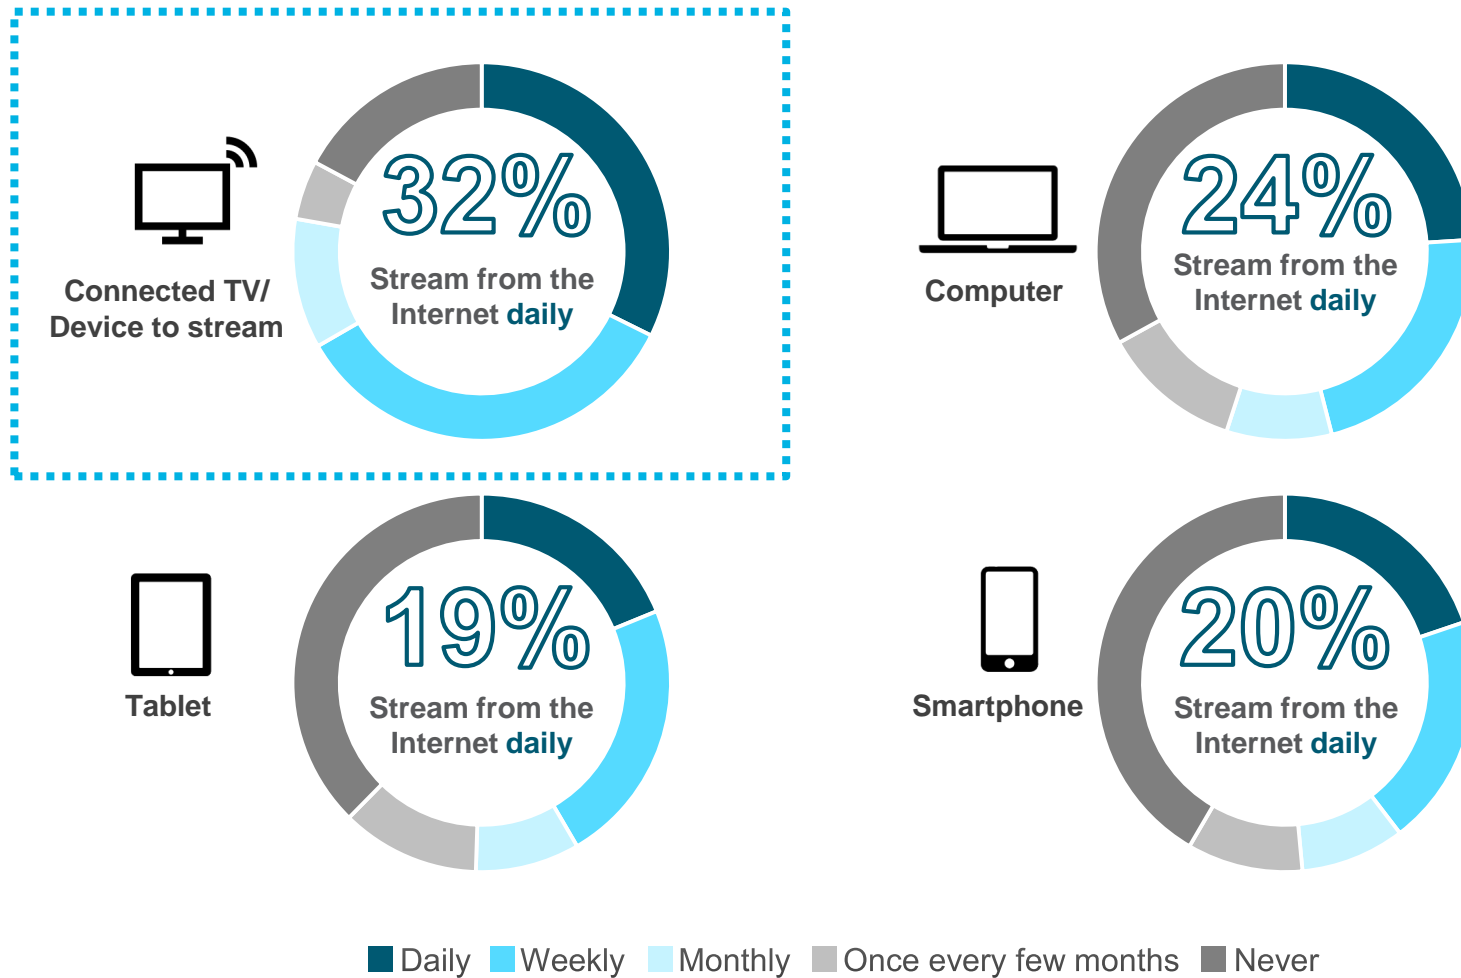 32%
Stream from the
Internet daily
Connected TV/
Device to stream
24%
Stream from the
Internet daily
Computer
19%
Stream from the
Internet daily
Tablet
20%
Stream from the
Internet daily
Smartphone
Daily Weekly Monthly Once every few months Never